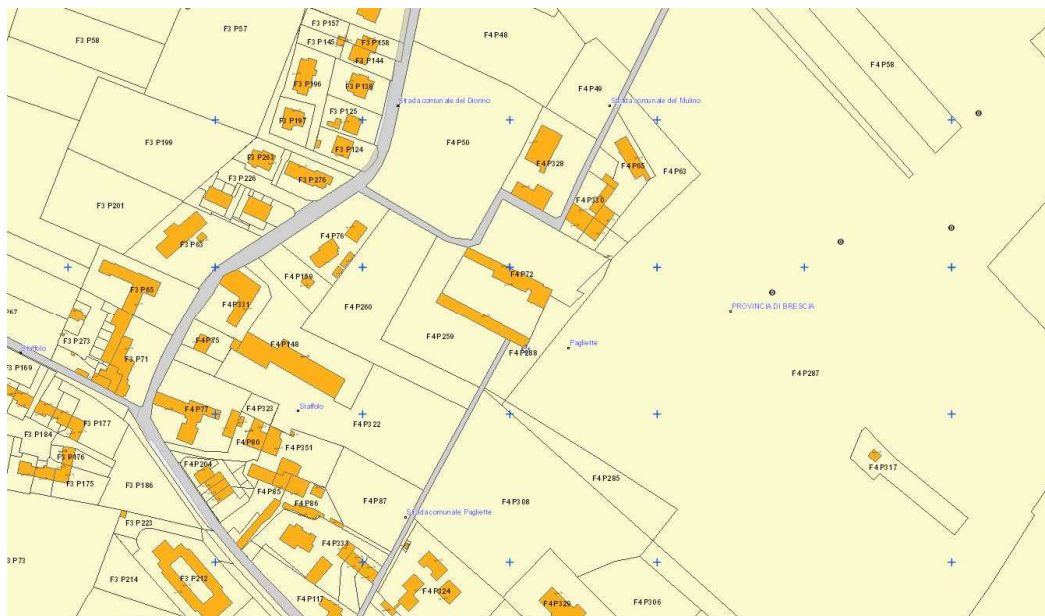 F3 P157
F3 P57
F3 P58
F3 P145
F3 P158
F4 P48
F3 P144
F4 P58
F3 P196
F3 P138
F4 P49
Strada comunale del Diorino
Strada comunale del Mulino
F3 P125
F3 P197
F3 P199
F4 P50
F3 P124
F3 P263
F4 P328
F4 P65
F4 P63
F3 P226
F3 P276
F4 P330
F3 P201
F4 P76
F3 P63
F4 P72
F4 P159
F3 P65
F4 P331
F4 P260
PROVINCIA DI BRESCIA
P67
F3 P273
F4 P75
F4 P148
F4 P259
Staffolo
F3 P71
F4 P288
Pagliette
F3 P169
F4 P287
F4 P77
F4 P323
Staffolo
F3 P177
F4 P322
F3 P184
F4 P80
F4 P351
F3 P176
F4 P204
F4 P317
F3 P175
F3 P186
F4 P85
F4 P285
F4 P86
F4 P87
F4 P308
Strada comunale Pagliette
F3 P223
F4 P333
F3 P73
F3 P214
F3 P212
F4 P324
F4 P117
F4 P329
F4 P306